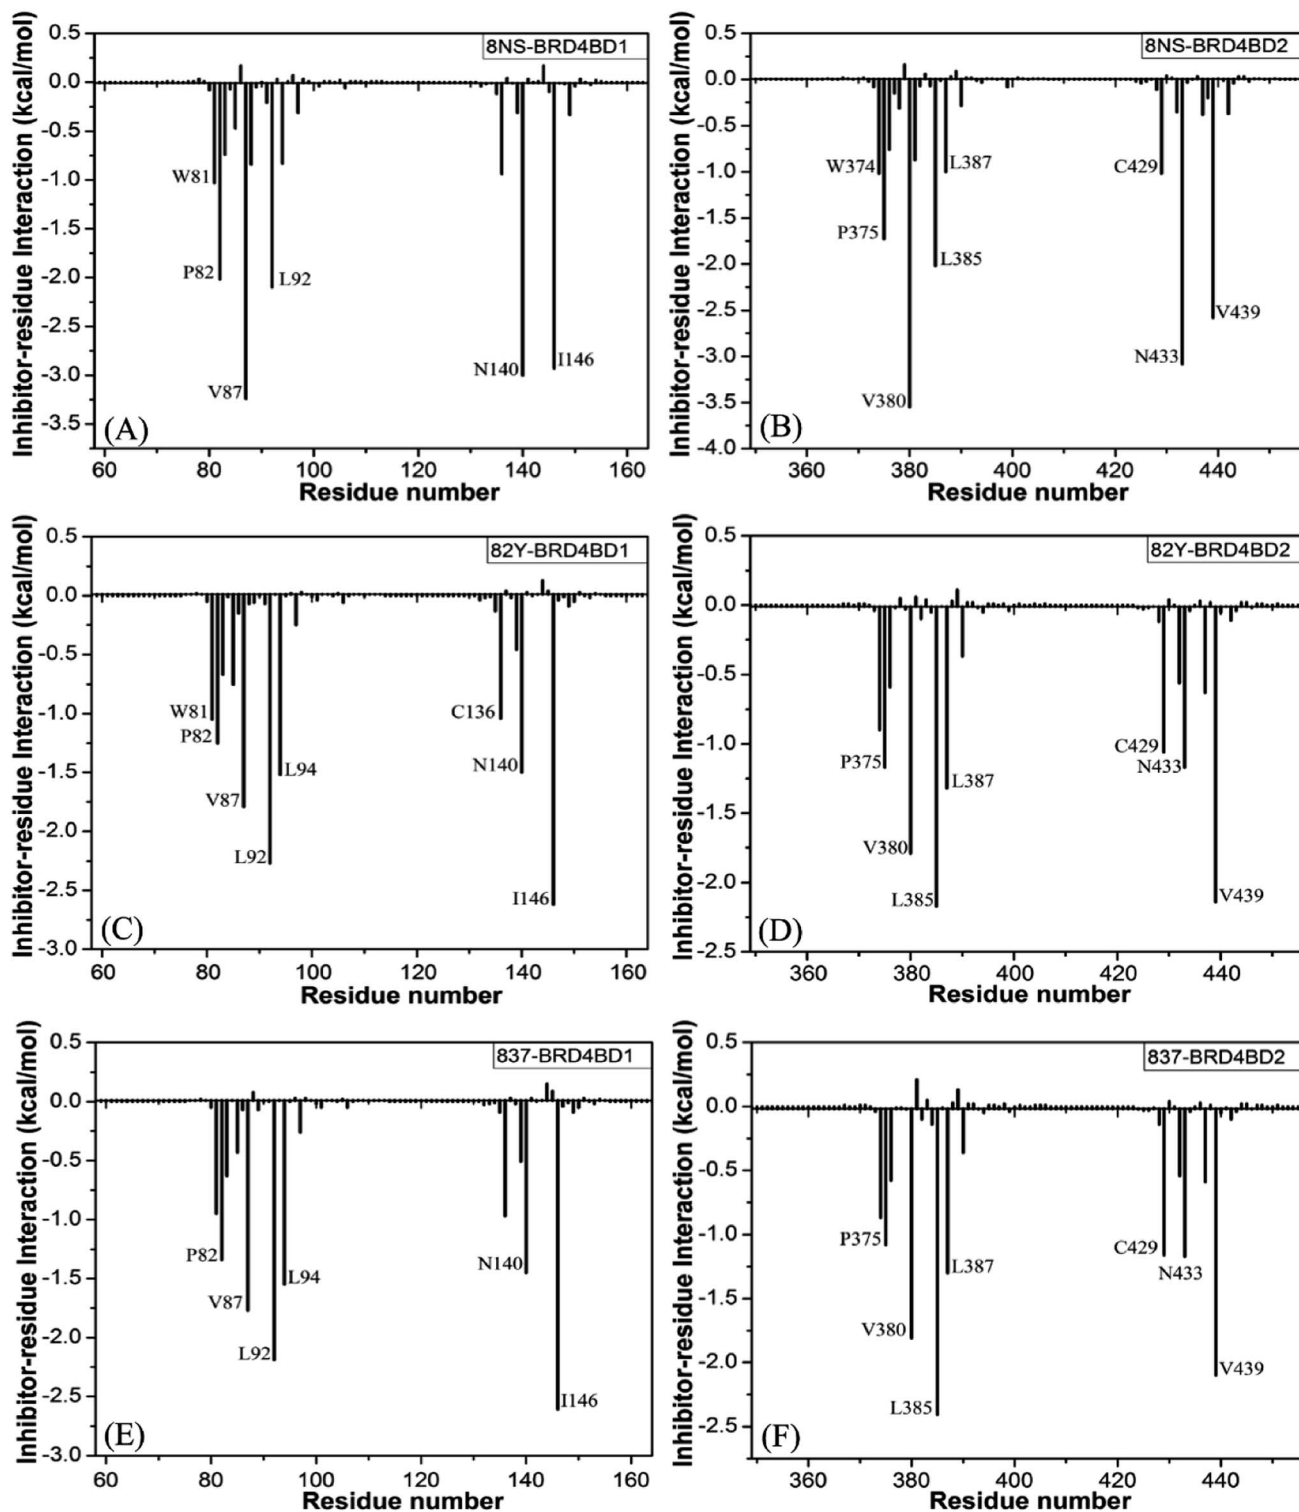 8NS-BRD4BD1
Inhibitor-residue Interaction (kcal/mol)
0.5
0.0
-0.5
-1.0
-1.5
-2.0
-2.5
-3.0
-3.5
W81
P82
V87
L92
N140
I146
(A)
60 80 100 120 140 160
Residue number
8NS-BRD4BD2
Inhibitor-residue Interaction (kcal/mol)
0.5
0.0
-0.5
-1.0
-1.5
-2.0
-2.5
-3.0
-3.5
-4.0
W374
P375
V380
L385
L387
C429
N433
V439
(B)
360 380 400 420 440
Residue number
82Y-BRD4BD1
Inhibitor-residue Interaction (kcal/mol)
0.5
0.0
-0.5
-1.0
-1.5
-2.0
-2.5
-3.0
W81
P82
V87
L92
L94
C136
N140
I146
(C)
60 80 100 120 140 160
Residue number
82Y-BRD4BD2
Inhibitor-residue Interaction (kcal/mol)
0.5
0.0
-0.5
-1.0
-1.5
-2.0
-2.5
P375
V380
L385
L387
C429
N433
V439
(D)
360 380 400 420 440
Residue number
837-BRD4BD1
Inhibitor-residue Interaction (kcal/mol)
0.5
0.0
-0.5
-1.0
-1.5
-2.0
-2.5
-3.0
P82
V87
L92
L94
N140
I146
(E)
60 80 100 120 140 160
Residue number
837-BRD4BD2
Inhibitor-residue Interaction (kcal/mol)
0.5
0.0
-0.5
-1.0
-1.5
-2.0
-2.5
P375
V380
L385
L387
C429
N433
V439
(F)
360 380 400 420 440
Residue number